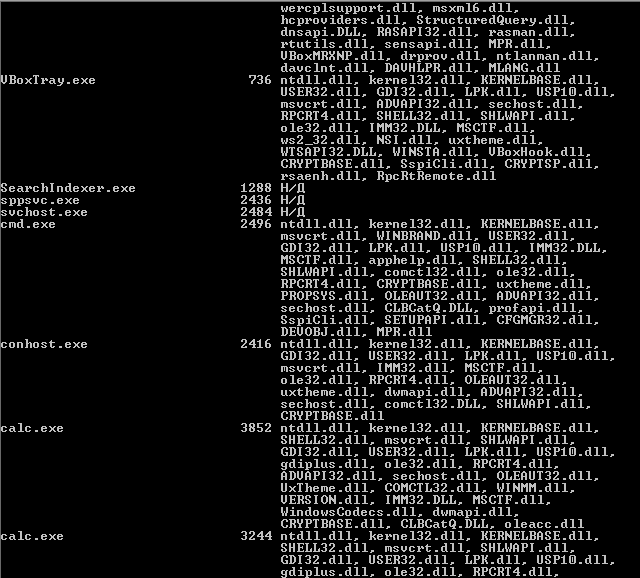 wercplsupport.dll, msxml6.dll,
hcproviders.dll, StructuredQuery.dll,
dnsapi.DLL, RASAPI32.dll, rasman.dll,
rtutils.dll, sensapi.dll, MPR.dll,
VBoxMRXNP.dll, drprov.dll, ntlanman.dll,
davclnt.dll, DAVHLPR.dll, MLANG.dll
VBoxTray.exe 736 ntdll.dll, kernel32.dll, KERNELBASE.dll,
USER32.dll, GDI32.dll, LPK.dll, USP10.dll,
msvcrt.dll, ADVAPI32.dll, sechost.dll,
RPCRT4.dll, SHELL32.dll, SHLWAPI.dll,
ole32.dll, IMM32.DLL, MSCTF.dll,
ws2_32.dll, NSI.dll, uxtheme.dll,
WTSAPI32.DLL, WINSTA.dll, VBoxHook.dll,
CRYPTBASE.dll, SspiCli.dll, CRYPTSP.dll,
rsaenh.dll, RpcRtRemote.dll
SearchIndexer.exe 1288 Н/Д
sppsvc.exe 2436 Н/Д
svchost.exe 2484 Н/Д
cmd.exe 2496 ntdll.dll, kernel32.dll, KERNELBASE.dll,
msvcrt.dll, WINBRAND.dll, USER32.dll,
GDI32.dll, LPK.dll, USP10.dll, IMM32.DLL,
MSCTF.dll, apphelp.dll, SHELL32.dll,
SHLWAPI.dll, comctl32.dll, ole32.dll,
RPCRT4.dll, CRYPTBASE.dll, uxtheme.dll,
PROPSYS.dll, OLEAUT32.dll, ADVAPI32.dll,
sechost.dll, CLBCatQ.DLL, profapi.dll,
SspiCli.dll, SETUPAPI.dll, CFGMGR32.dll,
DEVOBJ.dll, MPR.dll
conhost.exe 2416 ntdll.dll, kernel32.dll, KERNELBASE.dll,
GDI32.dll, USER32.dll, LPK.dll, USP10.dll,
msvcrt.dll, IMM32.dll, MSCTF.dll,
ole32.dll, RPCRT4.dll, OLEAUT32.dll,
uxtheme.dll, dwmapi.dll, ADVAPI32.dll,
sechost.dll, comctl32.DLL, SHLWAPI.dll,
CRYPTBASE.dll
calc.exe 3852 ntdll.dll, kernel32.dll, KERNELBASE.dll,
SHELL32.dll, msvcrt.dll, SHLWAPI.dll,
GDI32.dll, USER32.dll, LPK.dll, USP10.dll,
gdiplus.dll, ole32.dll, RPCRT4.dll,
ADVAPI32.dll, sechost.dll, OLEAUT32.dll,
UxTheme.dll, COMCTL32.dll, WINMM.dll,
VERSION.dll, IMM32.DLL, MSCTF.dll,
WindowsCodecs.dll, dwmapi.dll,
CRYPTBASE.dll, CLBCatQ.DLL, oleacc.dll
calc.exe 3244 ntdll.dll, kernel32.dll, KERNELBASE.dll,
SHELL32.dll, msvcrt.dll, SHLWAPI.dll,
GDI32.dll, USER32.dll, LPK.dll, USP10.dll,
gdiplus.dll, ole32.dll, RPCRT4.dll,